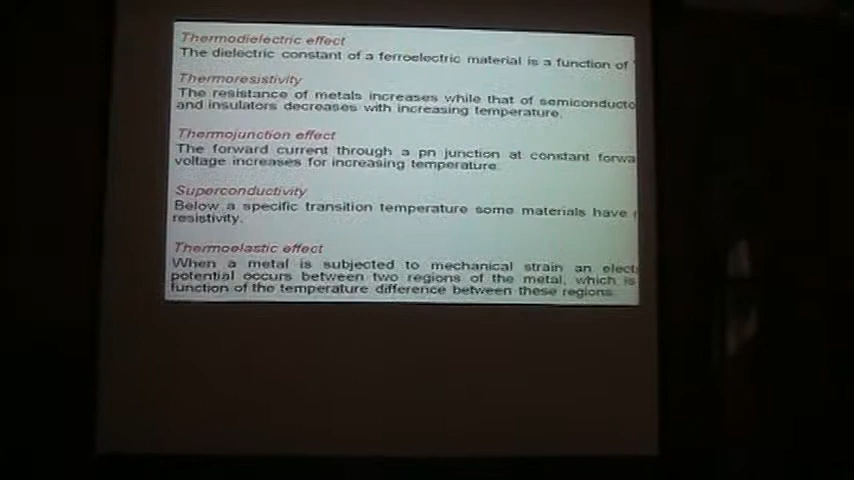 Thermodielectric effect
The dielectric constant of a ferroelectric material is a function of
Thermoresistivity
The resistance of metals increases while that of semiconducto
and insulators decreases with increasing temperature.
Thermojunction effect
The forward current through a pn junction at constant forwa
voltage increases for increasing temperature.
Superconductivity
Below a specific transition temperature some materials have
resistivity.
Thermoelastic effect
When a metal is subjected to mechanical strain an elect
potential occurs between two regions of the metal, which is
function of the temperature difference between these regions.